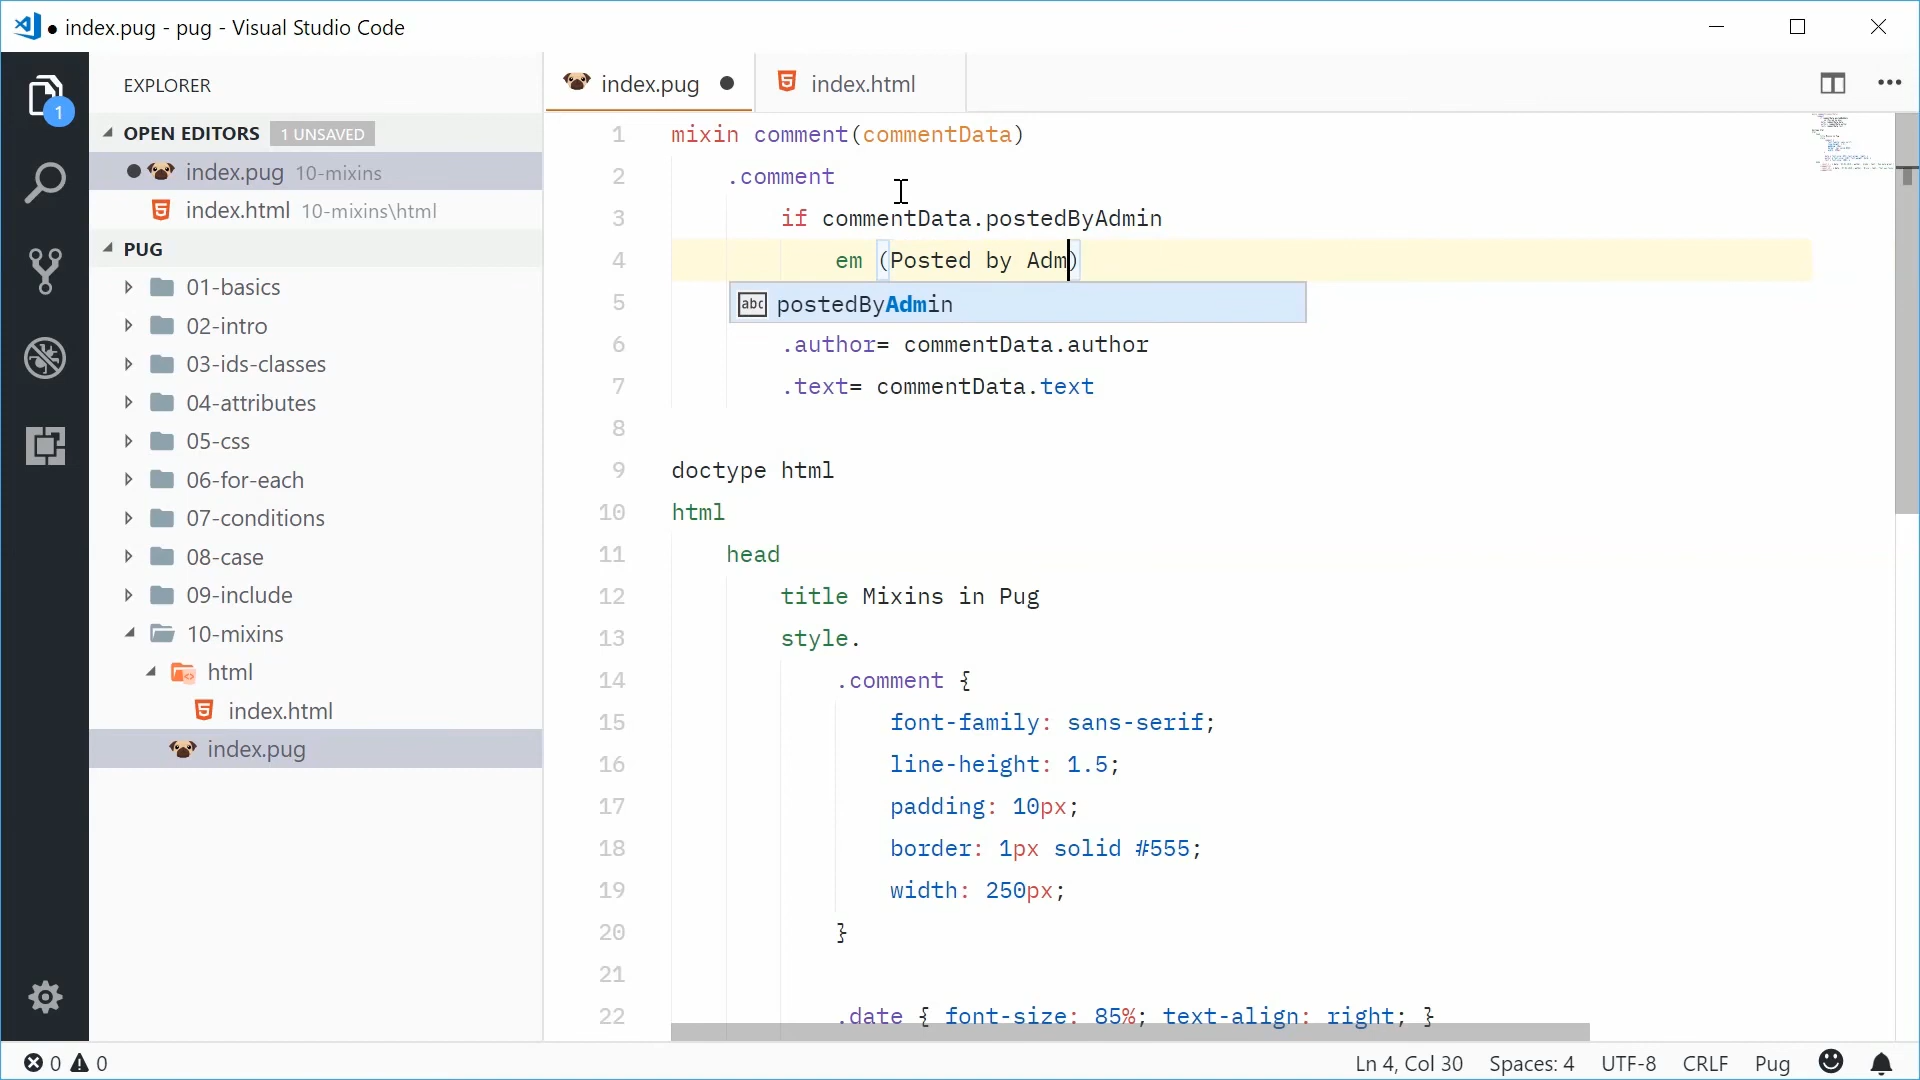 ● index.pug - pug - Visual Studio Code
EXPLORER
OPEN EDITORS 1 UNSAVED
index.pug 10-mixins
index.html 10-mixins\html
PUG
01-basics
02-intro
03-ids-classes
04-attributes
05-css
06-for-each
07-conditions
08-case
09-include
10-mixins
html
index.html
index.pug
1
index.pug ●
index.html
1 mixin comment(commentData)
2 .comment
3 if commentData.postedByAdmin
4 em (Posted by Adm)
5
postedByAdmin
6 .author= commentData.author
7 .text= commentData.text
8
9 doctype html
10 html
11 head
12 title Mixins in Pug
13 style.
14 .comment {
15 font-family: sans-serif;
16 line-height: 1.5;
17 padding: 10px;
18 border: 1px solid #555;
19 width: 250px;
20 }
21
22 .date { font-size: 85%; text-align: right; }
0 0
Ln 4, Col 30 Spaces: 4 UTF-8 CRLF Pug